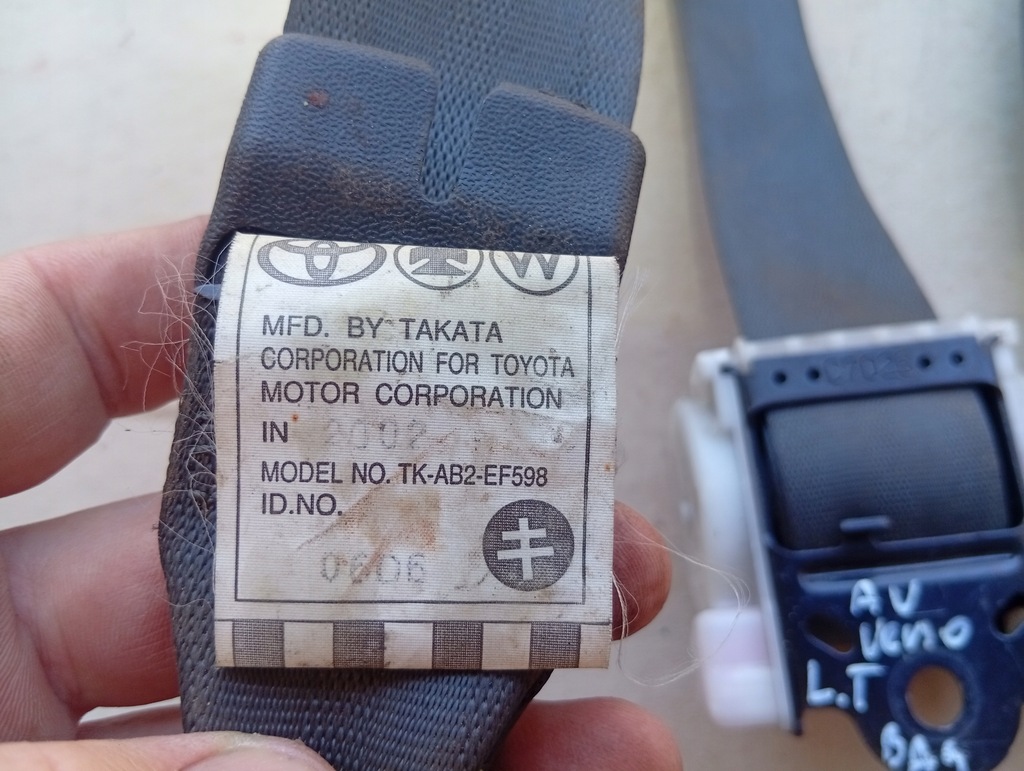 W
MFD. BY TAKATA
CORPORATION FOR TOYOTA
MOTOR CORPORATION
IN 2002
MODEL NO. TK-AB2-EF598
ID.NO.
0606
AV
Veno
L.T